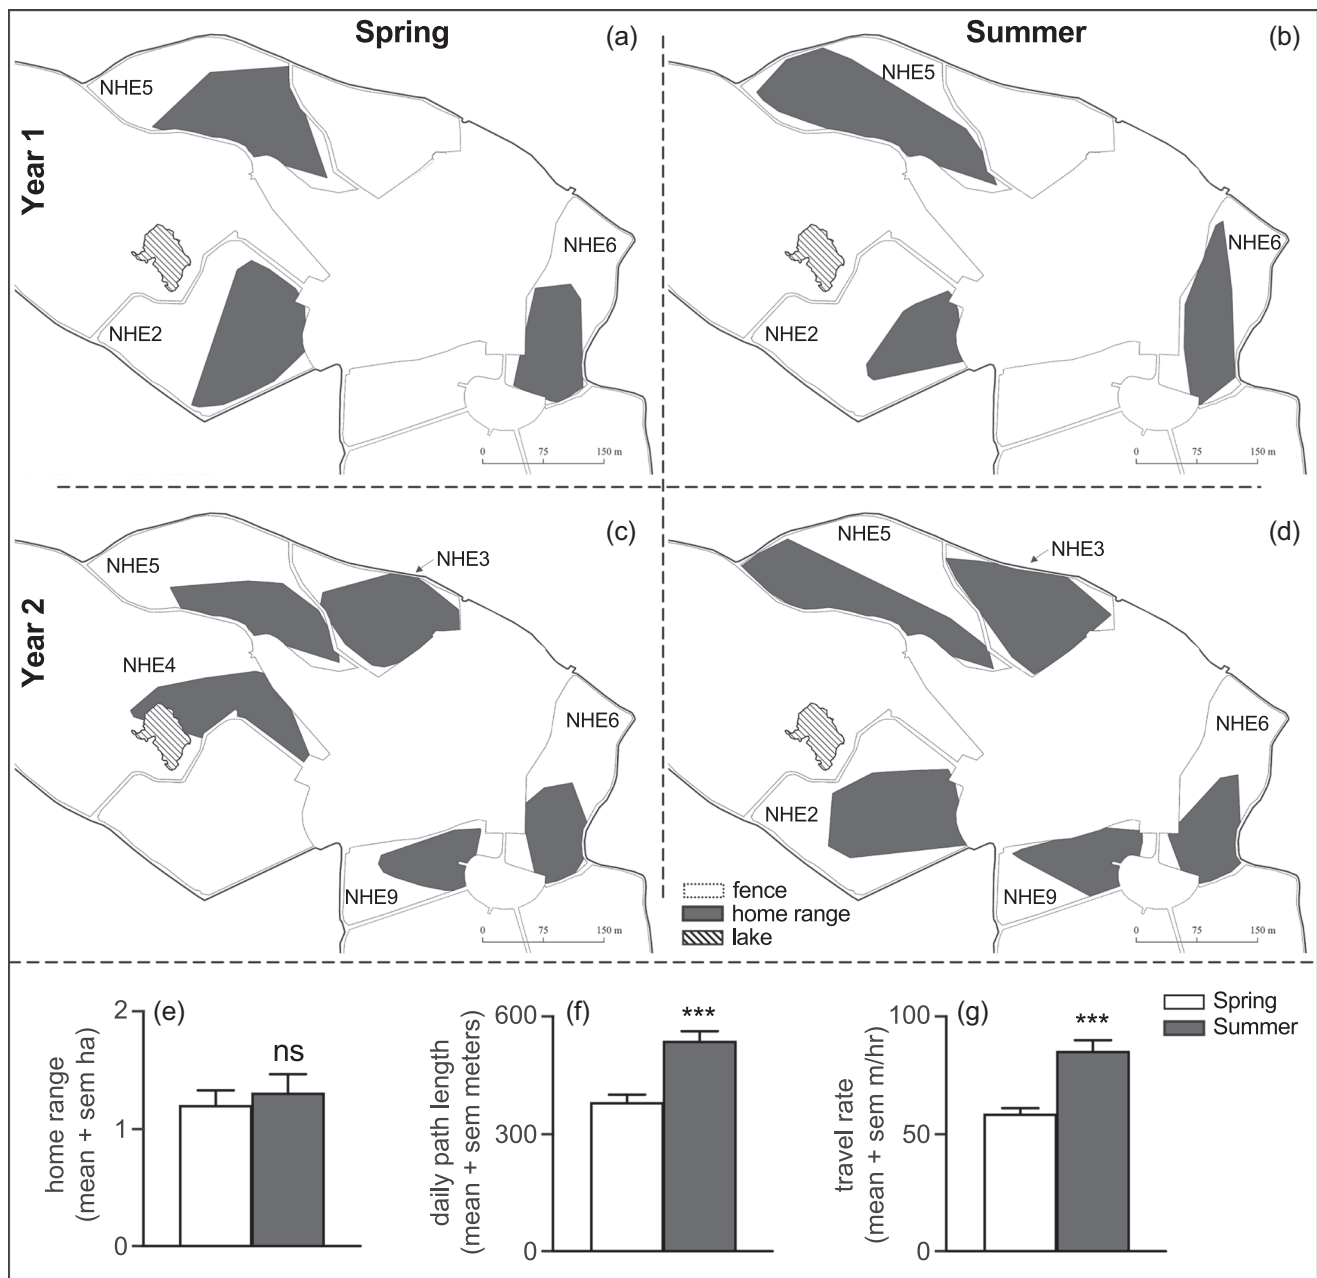 Spring
(a)
Summer
(b)
Year 1
NHE5
NHE6
NHE2
0 75 150 m
NHE5
NHE6
NHE2
0 75 150 m
Year 2
(c)
NHE5
NHE3
NHE4
NHE6
NHE9
0 75 150 m
(d)
NHE5
NHE3
NHE6
NHE2
NHE9
0 75 150 m
fence
home range
lake
(e)
home range
(mean + sem ha)
2
1
0
ns
(f)
daily path length
(mean + sem meters)
600
300
0
***
(g)
travel rate
(mean + sem m/hr)
100
50
0
***
Spring
Summer